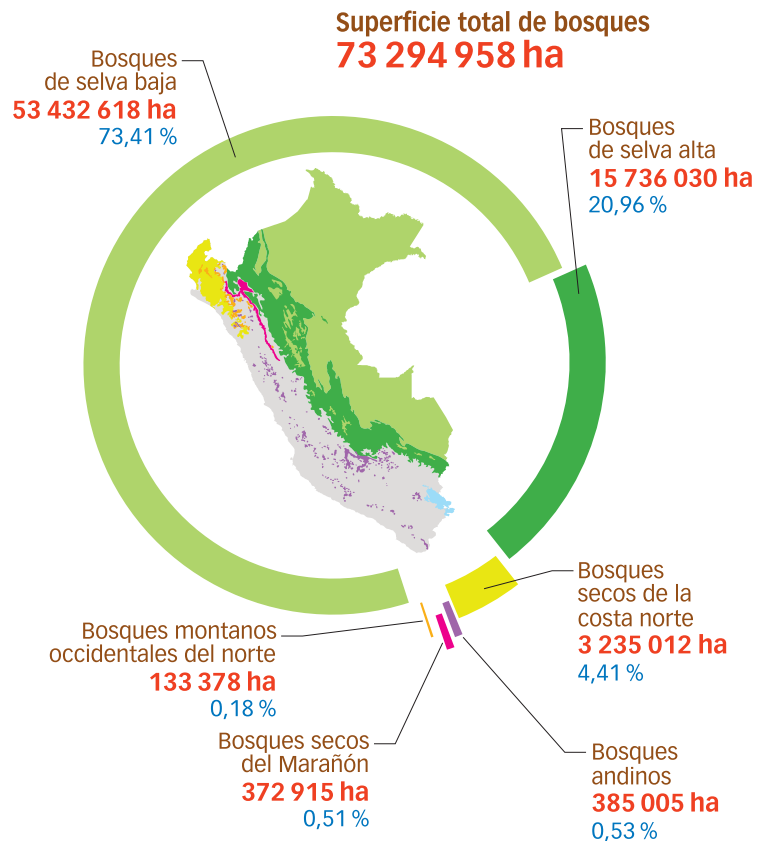 Superficie total de bosques
73 294 958 ha
Bosques
de selva baja
53 432 618 ha
73,41 %
Bosques
de selva alta
15 736 030 ha
20,96 %
Bosques
secos de la
costa norte
3 235 012 ha
4,41 %
Bosques montanos
occidentales del norte
133 378 ha
0,18 %
Bosques secos
del Marañón
372 915 ha
0,51 %
Bosques
andinos
385 005 ha
0,53 %